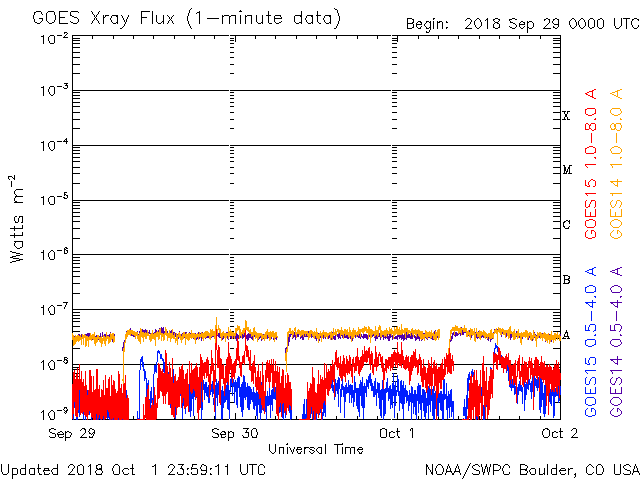 GOES Xray Flux (1-minute data)
Begin: 2018 Sep 29 0000 UTC
10⁻²
10⁻³
10⁻⁴
10⁻⁵
10⁻⁶
10⁻⁷
10⁻⁸
10⁻⁹
Watts m⁻²
X
M
C
B
A
GOES15 1.0-8.0 A
GOES14 1.0-8.0 A
GOES15 0.5-4.0 A
GOES14 0.5-4.0 A
Sep 29
Sep 30
Oct 1
Oct 2
Universal Time
Updated 2018 Oct 1 23:59:11 UTC
NOAA/SWPC Boulder, CO USA